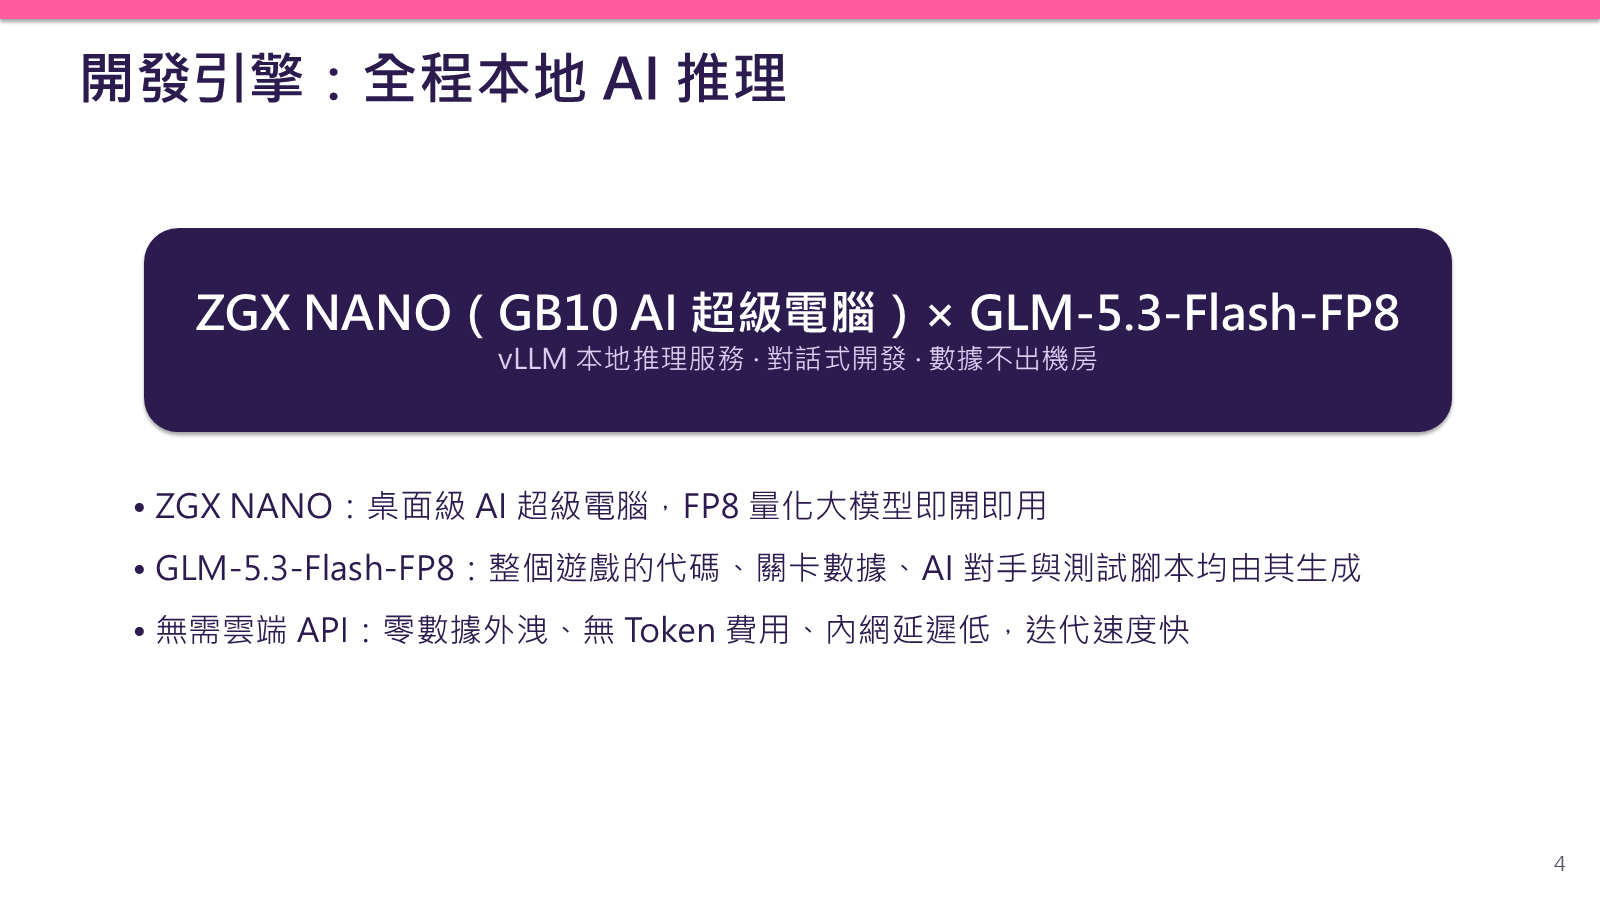 開發引擎：全程本地 AI 推理
ZGX NANO（GB10 AI 超級電腦）× GLM-5.3-Flash-FP8
vLLM 本地推理服務 · 對話式開發 · 數據不出機房
• ZGX NANO：桌面級 AI 超級電腦，FP8 量化大模型即開即用
• GLM-5.3-Flash-FP8：整個遊戲的代碼、關卡數據、AI 對手與測試腳本均由其生成
• 無需雲端 API：零數據外洩、無 Token 費用、內網延遲低，迭代速度快
4